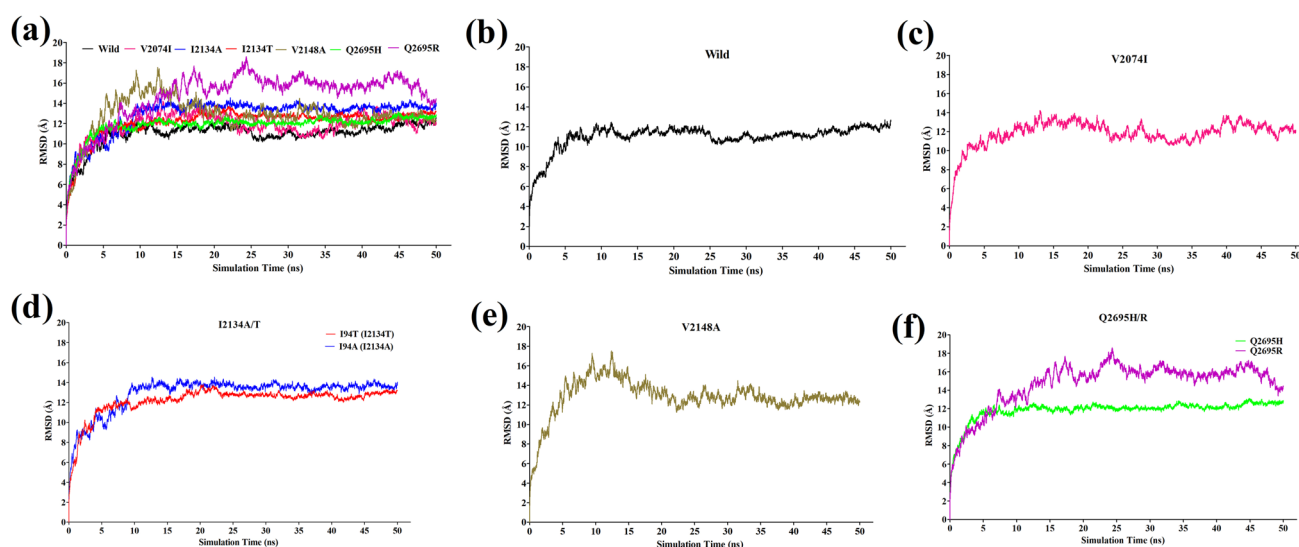 (a)
Wild V2074I I2134A I2134T V2148A Q2695H Q2695R
RMSD (Å)
20
18
16
14
12
10
8
6
4
2
0
0 5 10 15 20 25 30 35 40 45 50
Simulation Time (ns)
(b)
Wild
RMSD (Å)
20
18
16
14
12
10
8
6
4
2
0
0 5 10 15 20 25 30 35 40 45 50
Simulation Time (ns)
(c)
V2074I
RMSD (Å)
20
18
16
14
12
10
8
6
4
2
0
0 5 10 15 20 25 30 35 40 45 50
Simulation Time (ns)
(d)
I2134A/T
I94T (I2134T)
I94A (I2134A)
RMSD (Å)
20
18
16
14
12
10
8
6
4
2
0
0 5 10 15 20 25 30 35 40 45 50
Simulation Time (ns)
(e)
V2148A
RMSD (Å)
20
18
16
14
12
10
8
6
4
2
0
0 5 10 15 20 25 30 35 40 45 50
Simulation Time (ns)
(f)
Q2695H/R
Q2695H
Q2695R
RMSD (Å)
20
18
16
14
12
10
8
6
4
2
0
0 5 10 15 20 25 30 35 40 45 50
Simulation Time (ns)